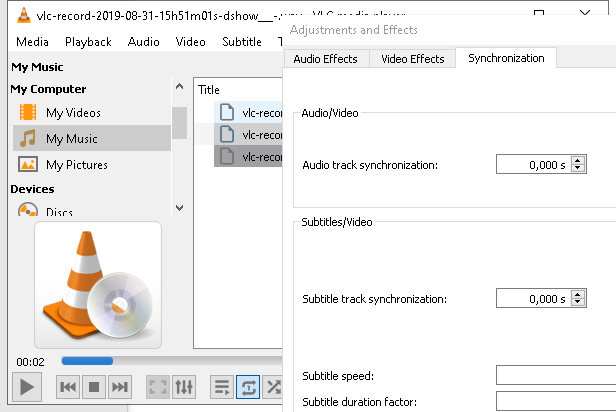 vlc-record-2019-08-31-15h51m01s-dshow___-.wav - VLC media player
Adjustments and Effects
Media Playback Audio Video Subtitle
Audio Effects Video Effects Synchronization
My Music
My Computer
My Videos
My Music
My Pictures
Devices
Discs
Title
vlc-recor
vlc-recor
vlc-recor
Audio/Video
Audio track synchronization: 0,000 s
Subtitles/Video
Subtitle track synchronization: 0,000 s
Subtitle speed:
Subtitle duration factor:
00:02